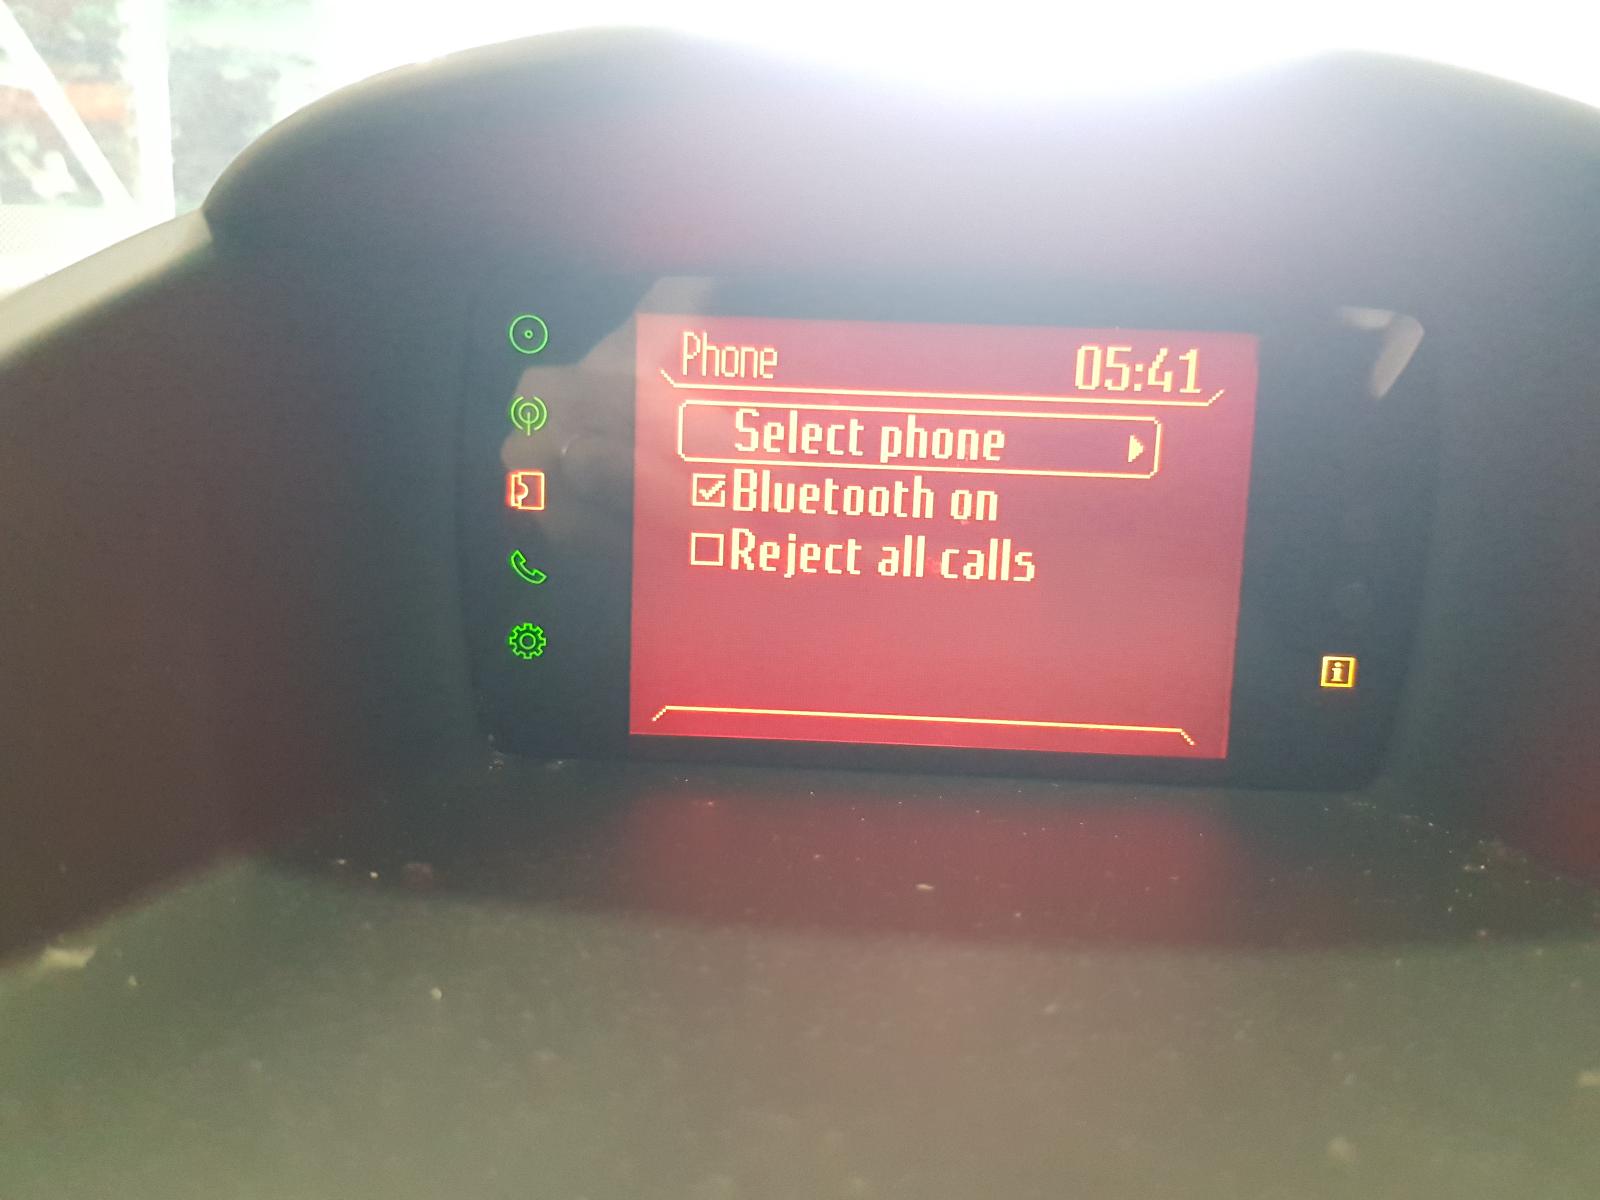 Phone 05:41
Select phone
Bluetooth on
Reject all calls
i